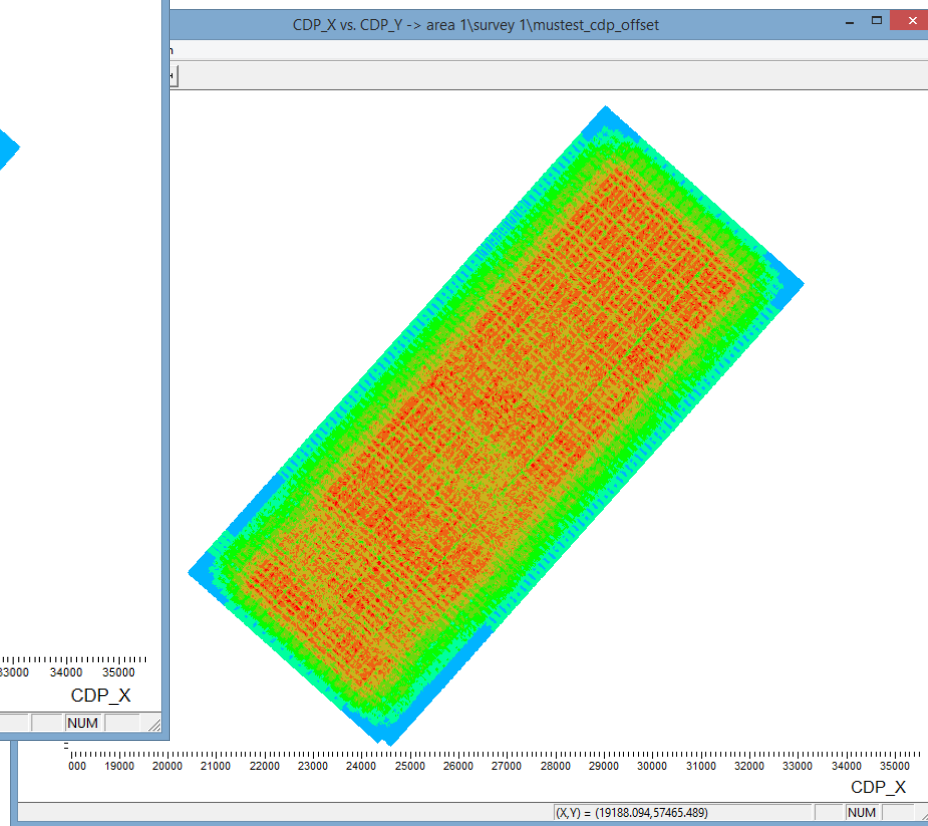 CDP_X vs. CDP_Y -> area 1\survey 1\mustest_cdp_offset
33000 34000 35000
CDP_X
NUM
000 19000 20000 21000 22000 23000 24000 25000 26000 27000 28000 29000 30000 31000 32000 33000 34000 35000
CDP_X
(X,Y) = (19188.094,57465.489) NUM